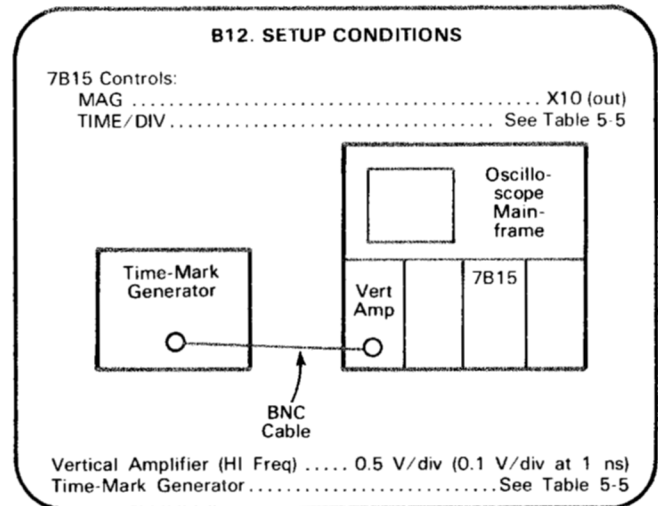 B12. SETUP CONDITIONS
7B15 Controls:
MAG ........................................ X10 (out)
TIME/DIV ................................ See Table 5-5
Oscillo-
scope
Main-
frame
Time-Mark
Generator
Vert
Amp
7B15
BNC
Cable
Vertical Amplifier (HI Freq) ..... 0.5 V/div (0.1 V/div at 1 ns)
Time-Mark Generator ........................ See Table 5-5